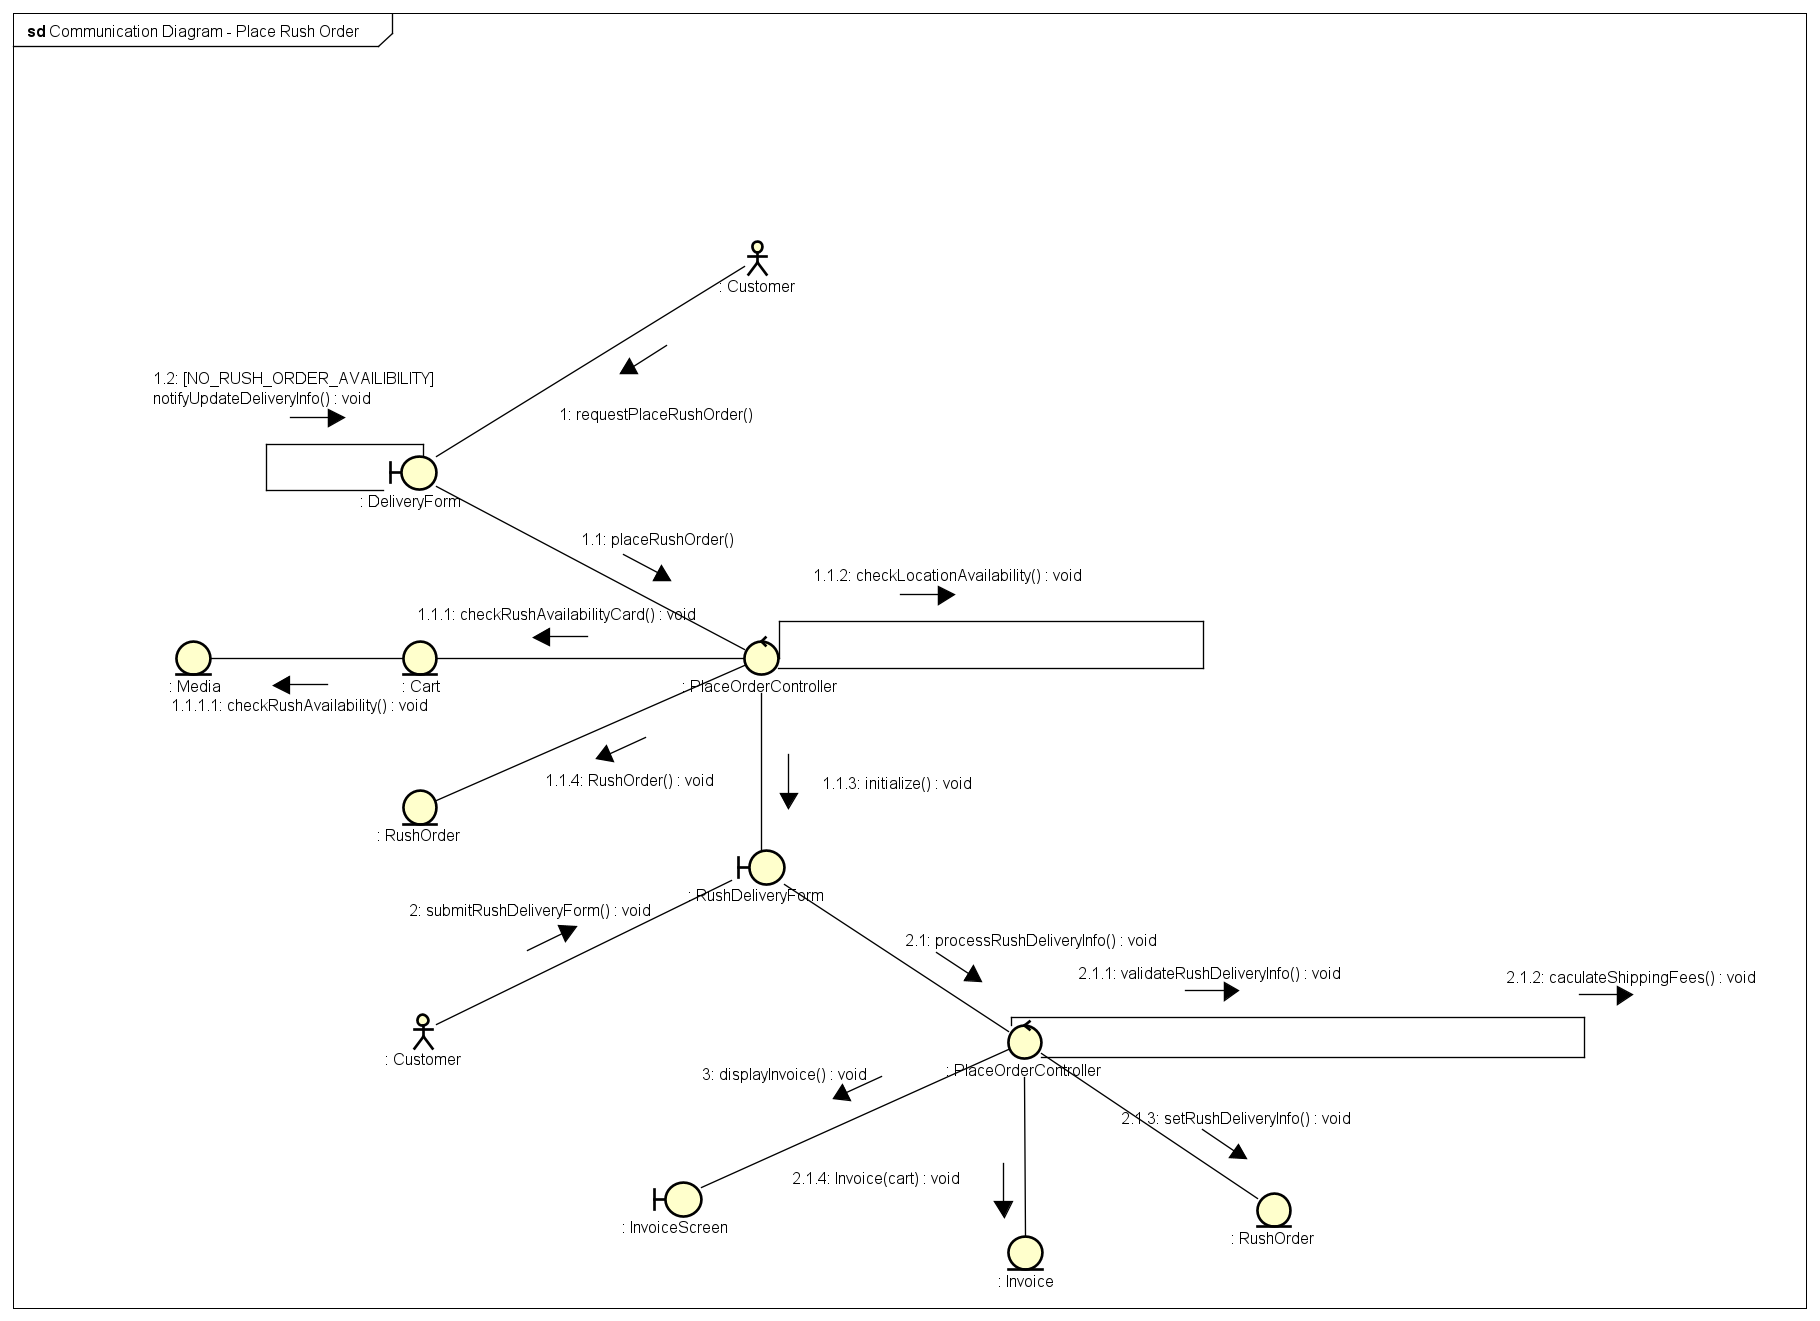 sd Communication Diagram - Place Rush Order
: Customer
1.2: [NO_RUSH_ORDER_AVAILIBILITY]
notifyUpdateDeliveryInfo() : void
1: requestPlaceRushOrder()
: DeliveryForm
1.1: placeRushOrder()
1.1.2: checkLocationAvailability() : void
1.1.1: checkRushAvailabilityCard() : void
: Media
: Cart
: PlaceOrderController
1.1.1.1: checkRushAvailability() : void
1.1.4: RushOrder() : void
1.1.3: initialize() : void
: RushOrder
: RushDeliveryForm
2: submitRushDeliveryForm() : void
2.1: processRushDeliveryInfo() : void
2.1.1: validateRushDeliveryInfo() : void
2.1.2: caculateShippingFees() : void
: Customer
3: displayInvoice() : void
: PlaceOrderController
2.1.3: setRushDeliveryInfo() : void
2.1.4: Invoice(cart) : void
: InvoiceScreen
: RushOrder
: Invoice